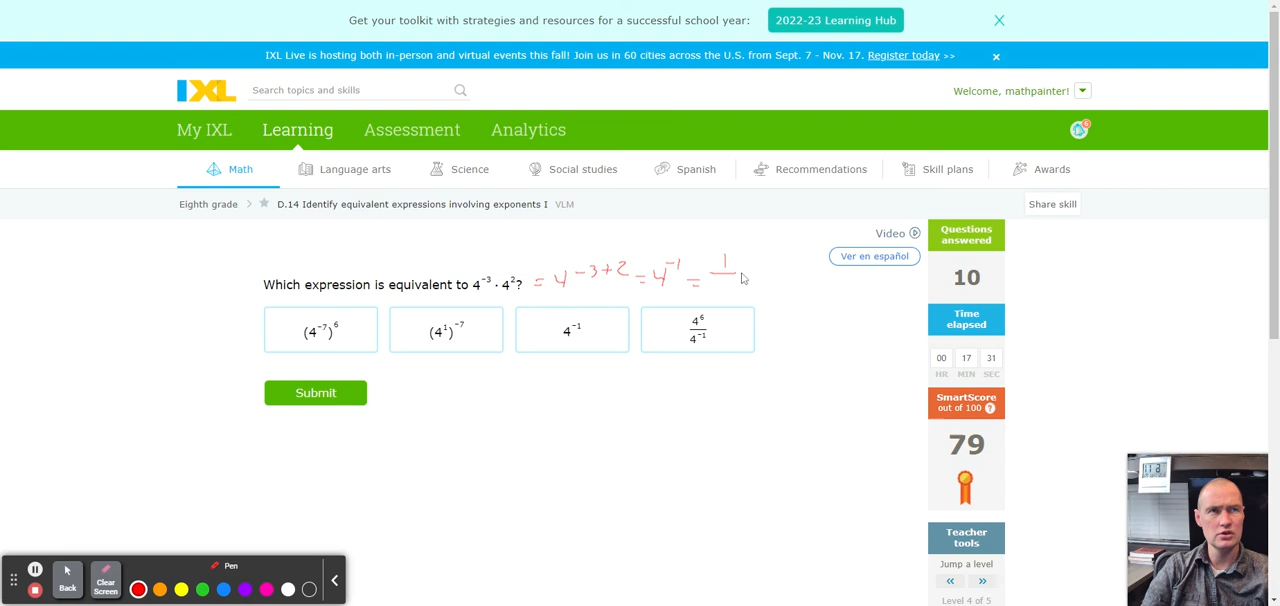 Get your toolkit with strategies and resources for a successful school year: 2022-23 Learning Hub
IXL Live is hosting both in-person and virtual events this fall! Join us in 60 cities across the U.S. from Sept. 7 - Nov. 17. Register today >>
IXL Search topics and skills Welcome, mathpainter!
My IXL Learning Assessment Analytics 6
Math Language arts Science Social studies Spanish Recommendations Skill plans Awards
Eighth grade > D.14 Identify equivalent expressions involving exponents I VLM Share skill
Video
Ver en español
Which expression is equivalent to 4⁻³ · 4²? = 4⁻³⁺² = 4⁻¹ = 1
(4⁻⁷)⁶ (4¹)⁻⁷ 4⁻¹ 4⁶/4⁻¹
Submit
Questions answered
10
Time elapsed
00 17 31
HR MIN SEC
SmartScore
out of 100 ?
79
Teacher tools
Jump a level
Level 4 of 5
Pen
Back Clear Screen